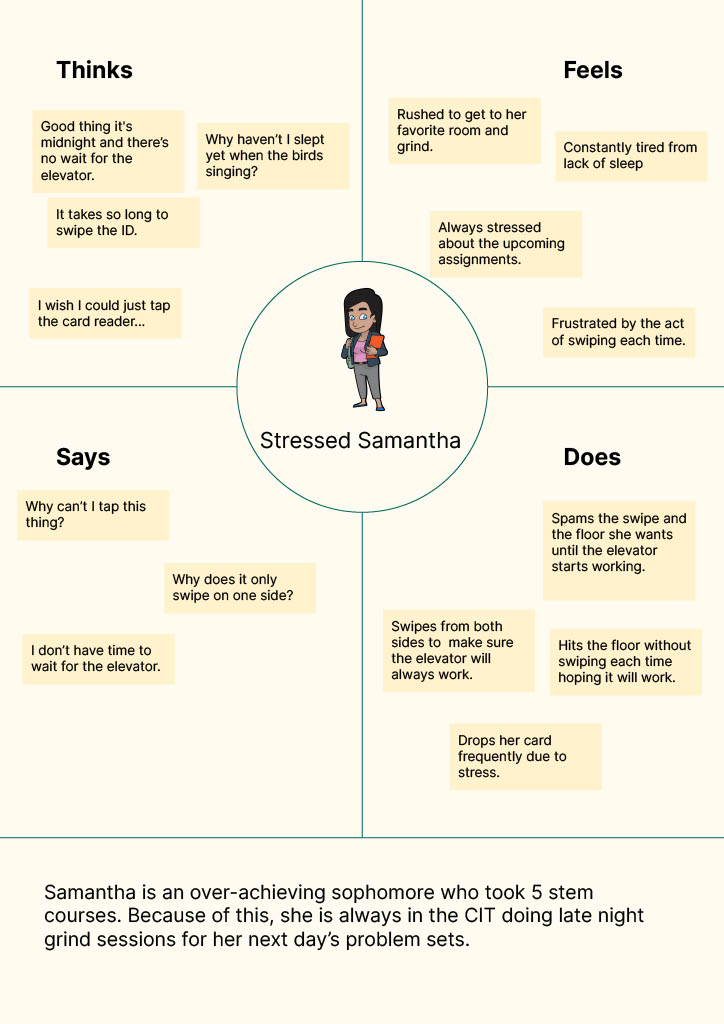 Thinks
Good thing it's
midnight and there's
no wait for the
elevator.
Why haven't I slept
yet when the birds
singing?
It takes so long to
swipe the ID.
I wish I could just tap
the card reader...
Feels
Rushed to get to her
favorite room and
grind.
Constantly tired from
lack of sleep
Always stressed
about the upcoming
assignments.
Frustrated by the act
of swiping each time.
Stressed Samantha
Says
Why can't I tap this
thing?
Why does it only
swipe on one side?
I don't have time to
wait for the elevator.
Does
Spams the swipe and
the floor she wants
until the elevator
starts working.
Swipes from both
sides to  make sure
the elevator will
always work.
Hits the floor without
swiping each time
hoping it will work.
Drops her card
frequently due to
stress.
Samantha is an over-achieving sophomore who took 5 stem
courses. Because of this, she is always in the CIT doing late night
grind sessions for her next day's problem sets.